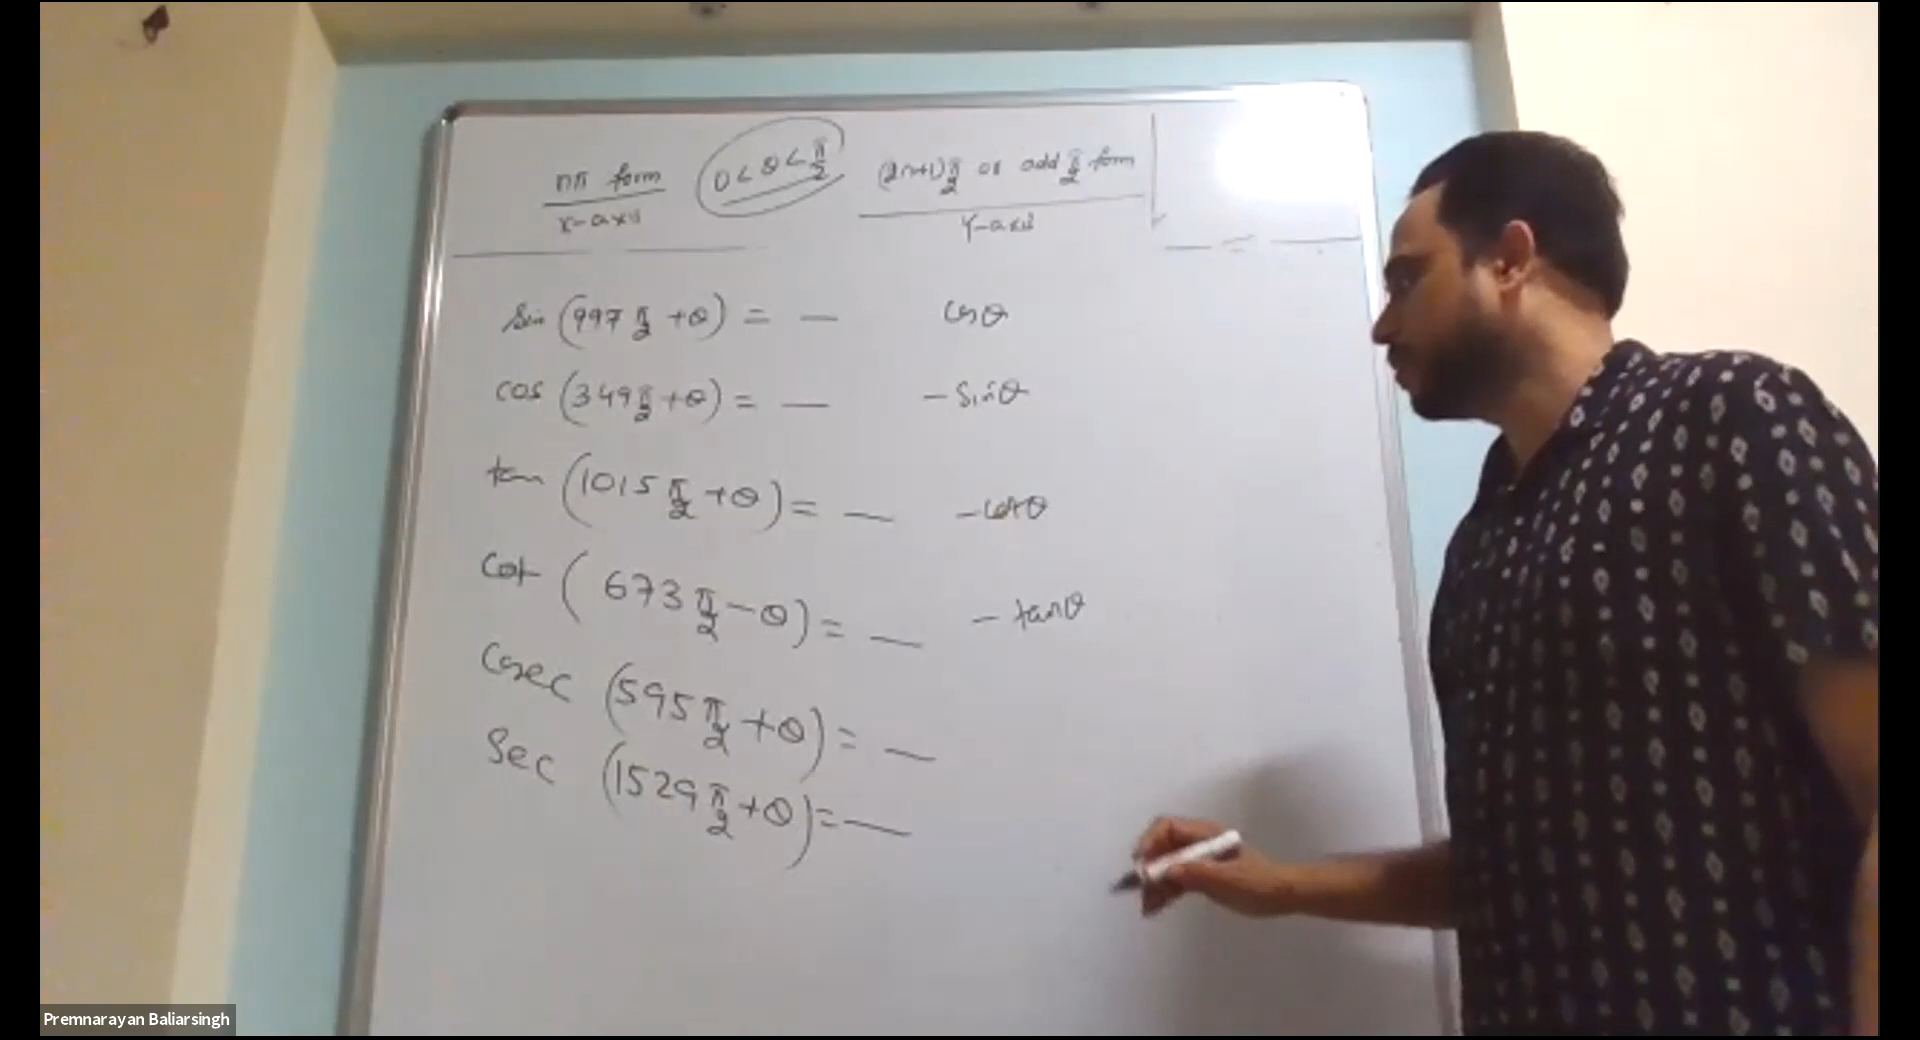 nπ form
x-axis
0 < θ < π/2
(2n+1)π/2 or odd π/2 form
Y-axis
sin (997 π/2 + θ) = — cosθ
cos (349 π/2 + θ) = — - sinθ
tan (1015 π/2 + θ) = — - cotθ
cot (673 π/2 - θ) = — - tanθ
Cosec (595 π/2 + θ) = —
Sec (1529 π/2 + θ) = —
Premnarayan Baliarsingh